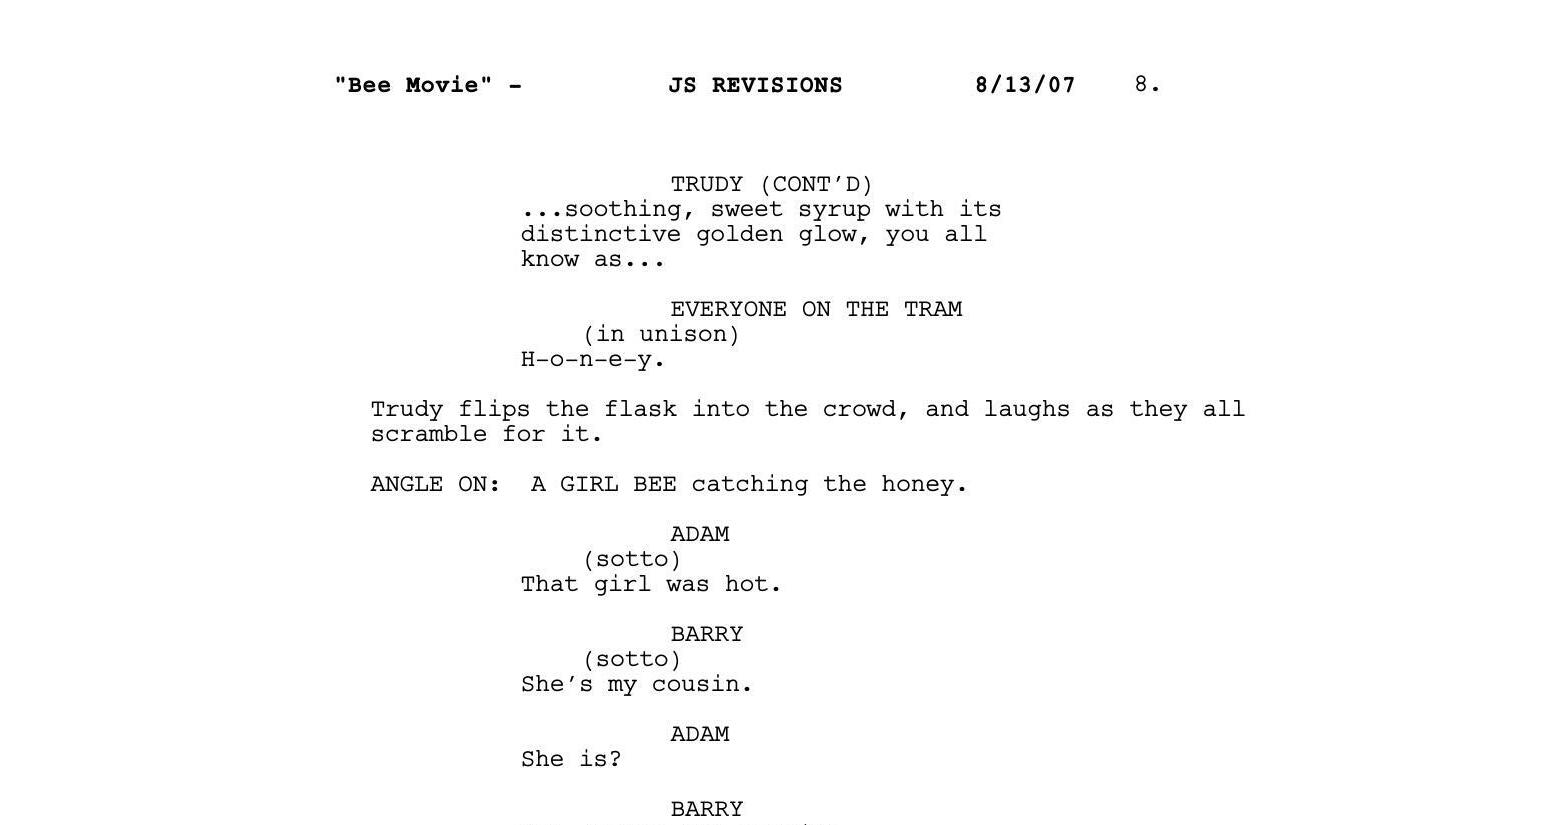 "Bee Movie" - JS REVISIONS 8/13/07 8.
TRUDY (CONT'D)
...soothing, sweet syrup with its
distinctive golden glow, you all
know as...
EVERYONE ON THE TRAM
(in unison)
H-o-n-e-y.
Trudy flips the flask into the crowd, and laughs as they all
scramble for it.
ANGLE ON: A GIRL BEE catching the honey.
ADAM
(sotto)
That girl was hot.
BARRY
(sotto)
She's my cousin.
ADAM
She is?
BARRY